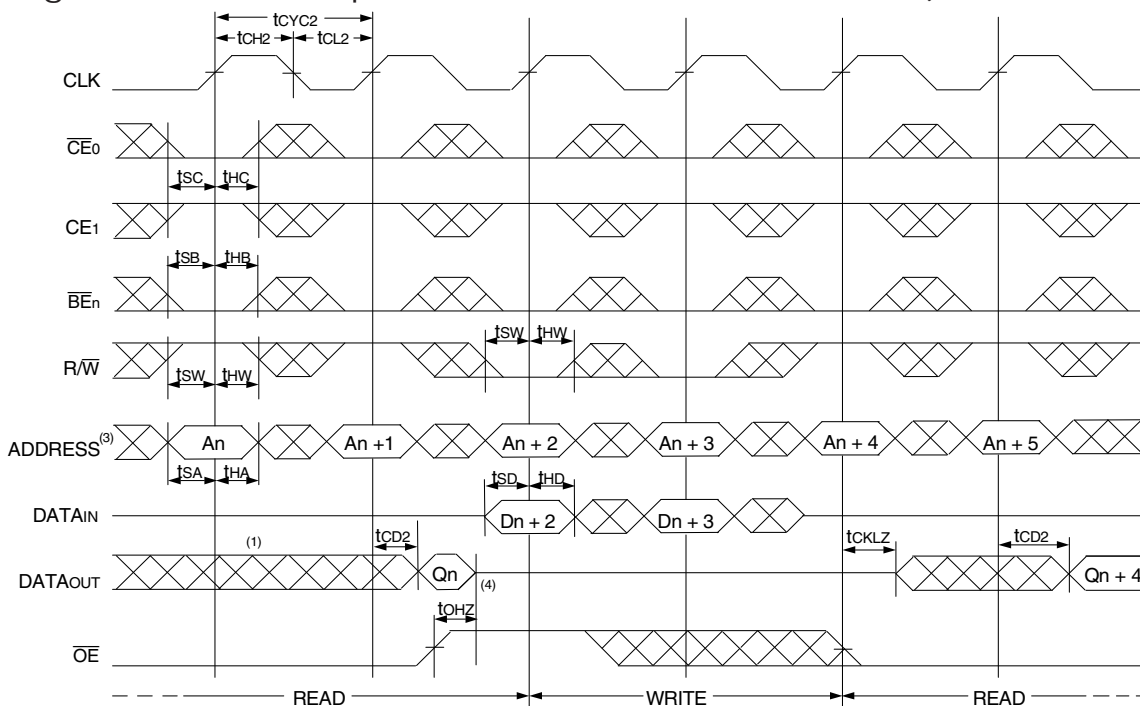 tCYC2
tCH2 tCL2
CLK
CE0
tSC tHC
CE1
tSB tHB
BEn
tSW tHW
R/W
tSW tHW
ADDRESS(3) An An +1 An + 2 An + 3 An + 4 An + 5
tSA tHA tSD tHD
DATAIN Dn + 2 Dn + 3
(1) tCD2 tCKLZ tCD2
DATAOUT Qn (4) Qn + 4
tOHZ
OE
READ WRITE READ